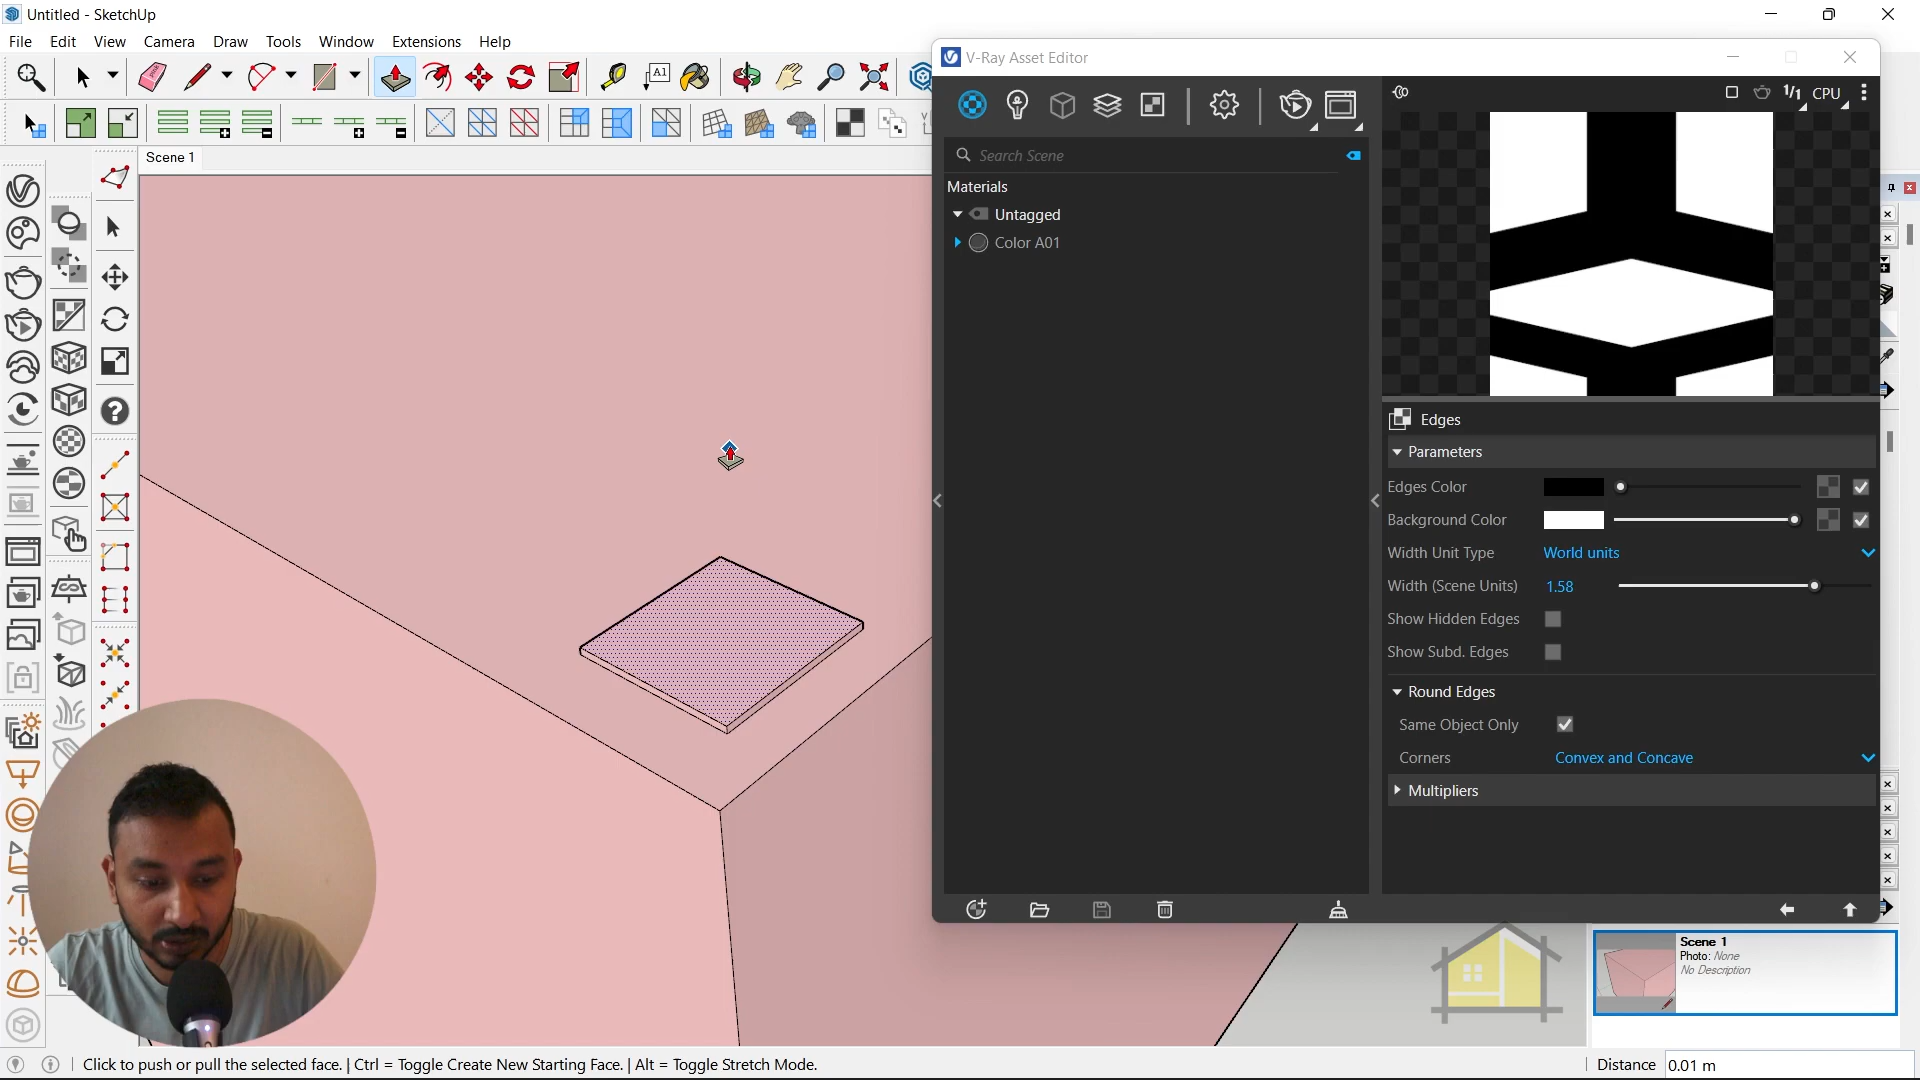 Untitled - SketchUp
File Edit View Camera Draw Tools Window Extensions Help
V-Ray Asset Editor
A1
1/1 CPU
Search Scene
Scene 1
Materials
Untagged
Color A01
Edges
Parameters
Edges Color
Background Color
Width Unit Type World units
Width (Scene Units) 1.58
Show Hidden Edges
Show Subd. Edges
Round Edges
Same Object Only
Corners Convex and Concave
Multipliers
Scene 1
Photo: None
No Description
Click to push or pull the selected face. | Ctrl = Toggle Create New Starting Face. | Alt = Toggle Stretch Mode.
Distance 0.01 m